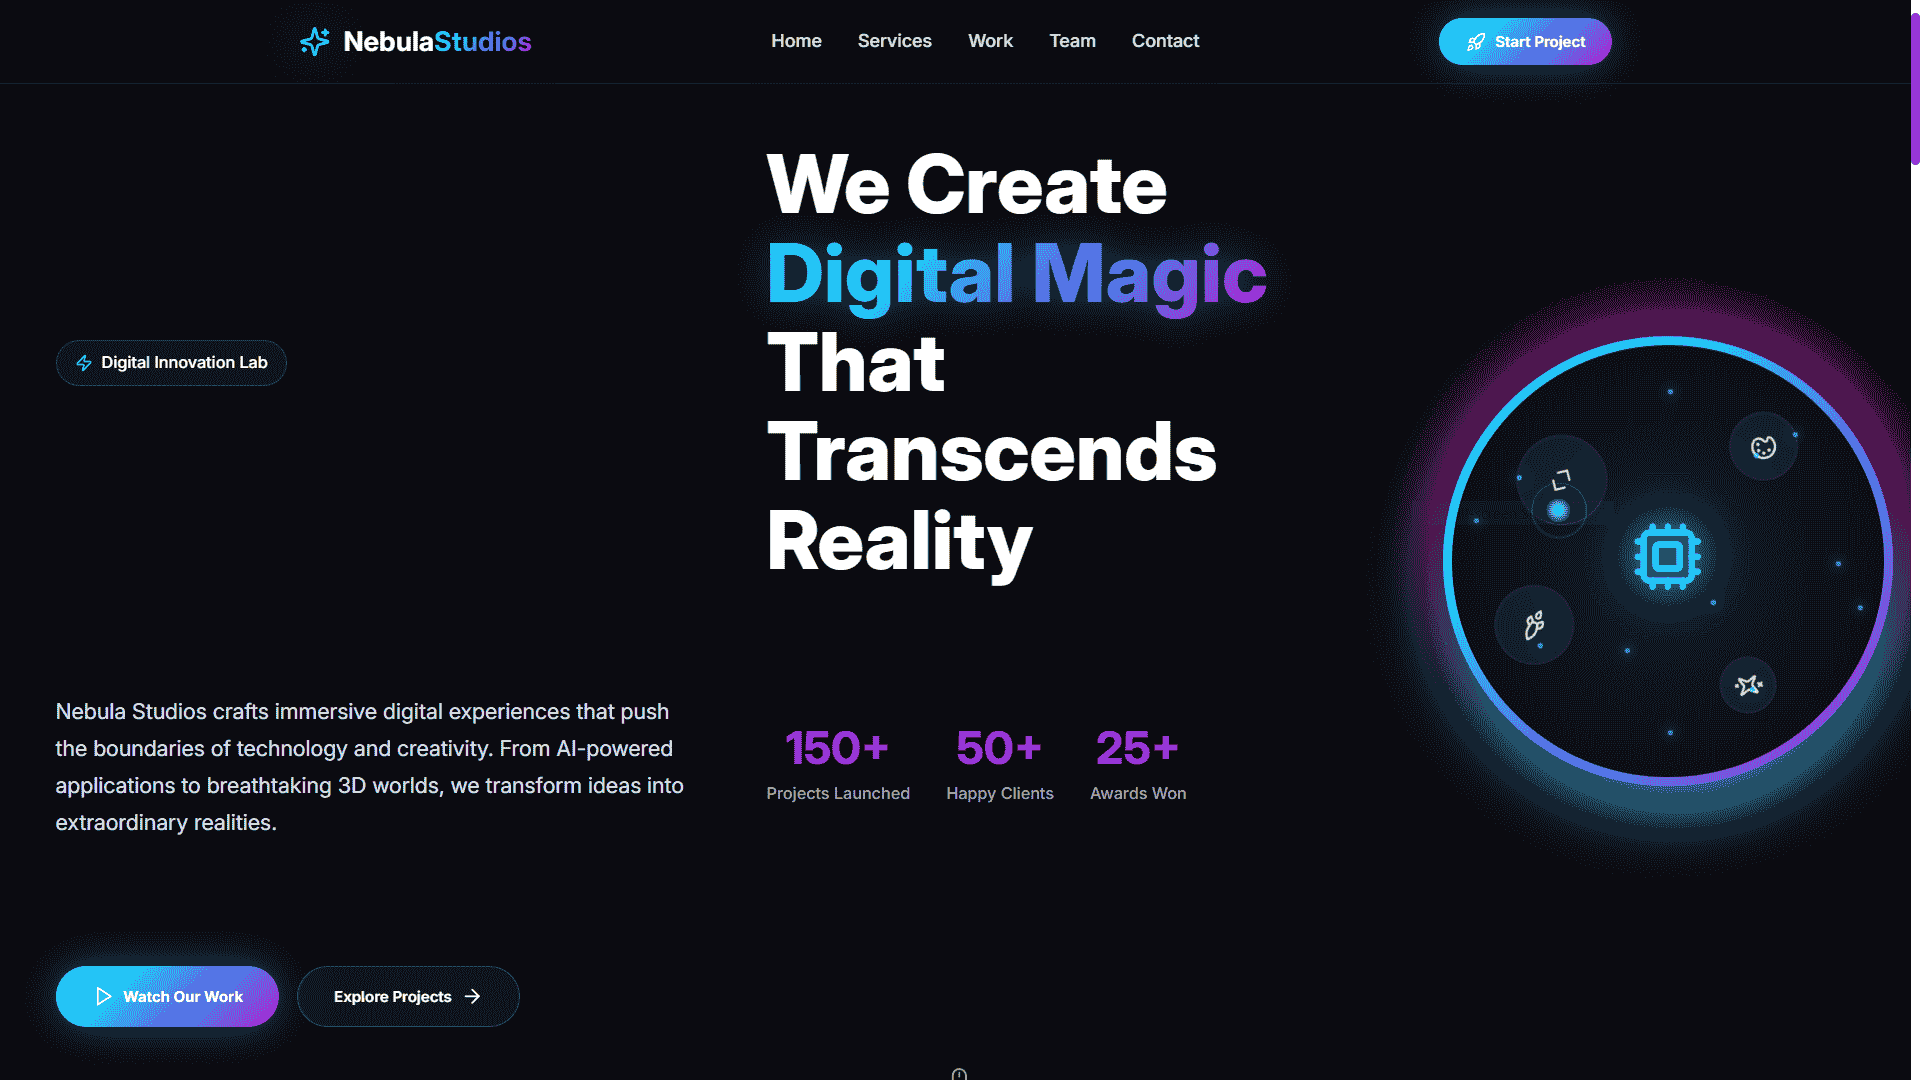 NebulaStudios
Home
Services
Work
Team
Contact
Start Project
Digital Innovation Lab
We Create
Digital Magic
That
Transcends
Reality
Nebula Studios crafts immersive digital experiences that push
the boundaries of technology and creativity. From AI-powered
applications to breathtaking 3D worlds, we transform ideas into
extraordinary realities.
150+
Projects Launched
50+
Happy Clients
25+
Awards Won
Watch Our Work
Explore Projects